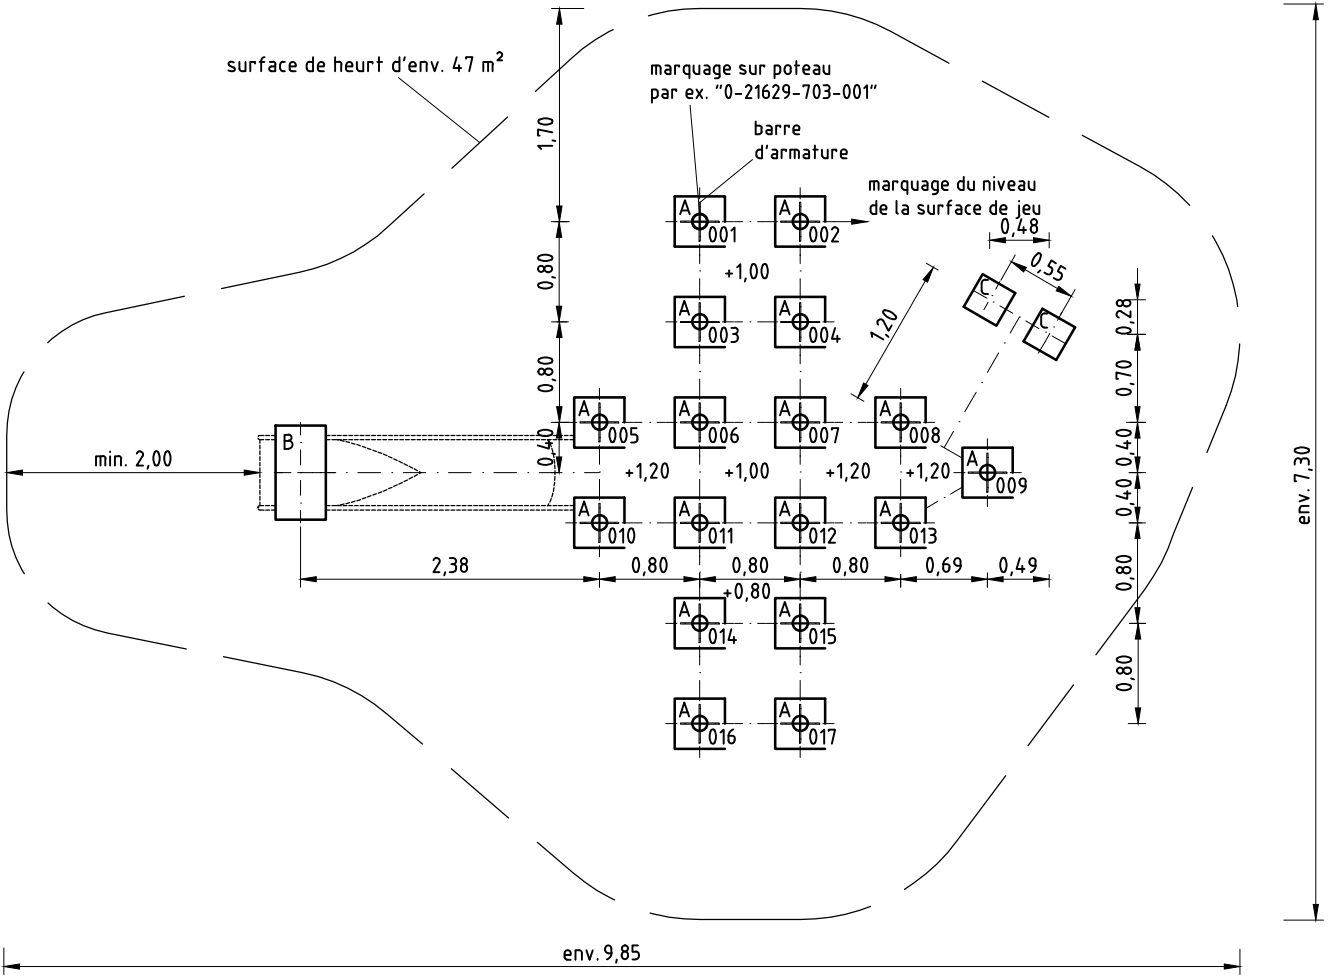 surface de heurt d'env. 47 m²
marquage sur poteau
par ex. "0-21629-703-001"
barre
d'armature
marquage du niveau
de la surface de jeu
1,70
A
001
A
002
0,48
0,55
0,80
+1,00
C
C
1,20
0,28
A
003
A
004
0,80
0,70
A
005
A
006
A
007
A
008
B
0,40
0,40
min. 2,00
+1,20
+1,00
+1,20
+1,20
A
009
0,40
env. 7,30
A
010
A
011
A
012
A
013
2,38
0,80
0,80
0,80
0,69
0,49
0,80
+0,80
A
014
A
015
0,80
A
016
A
017
env. 9,85